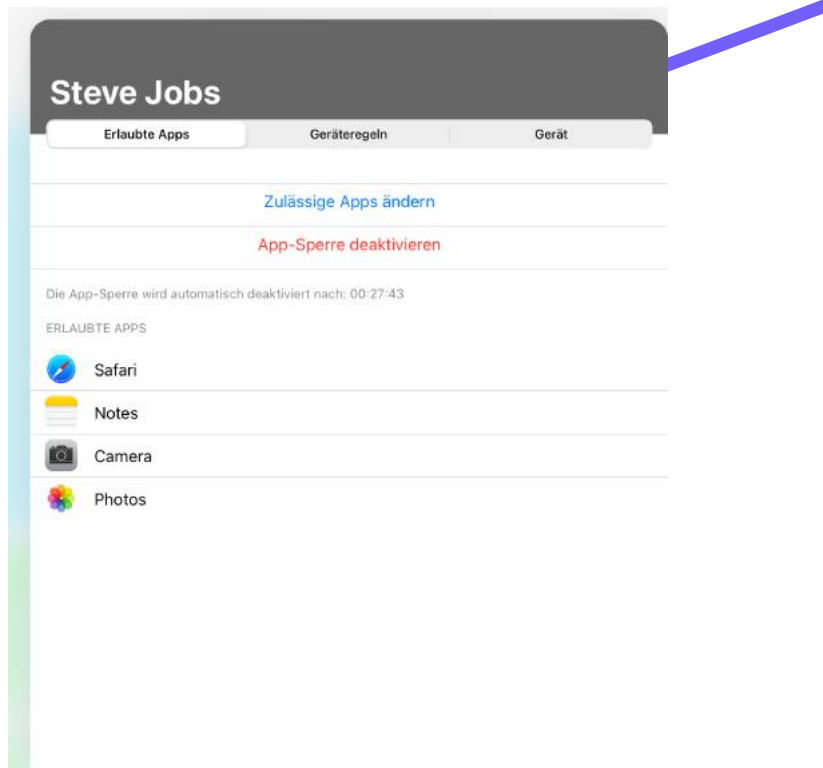 Steve Jobs
Erlaubte Apps Geräteregeln Gerät
Zulässige Apps ändern
App-Sperre deaktivieren
Die App-Sperre wird automatisch deaktiviert nach: 00:27:43
ERLAUBTE APPS
Safari
Notes
Camera
Photos